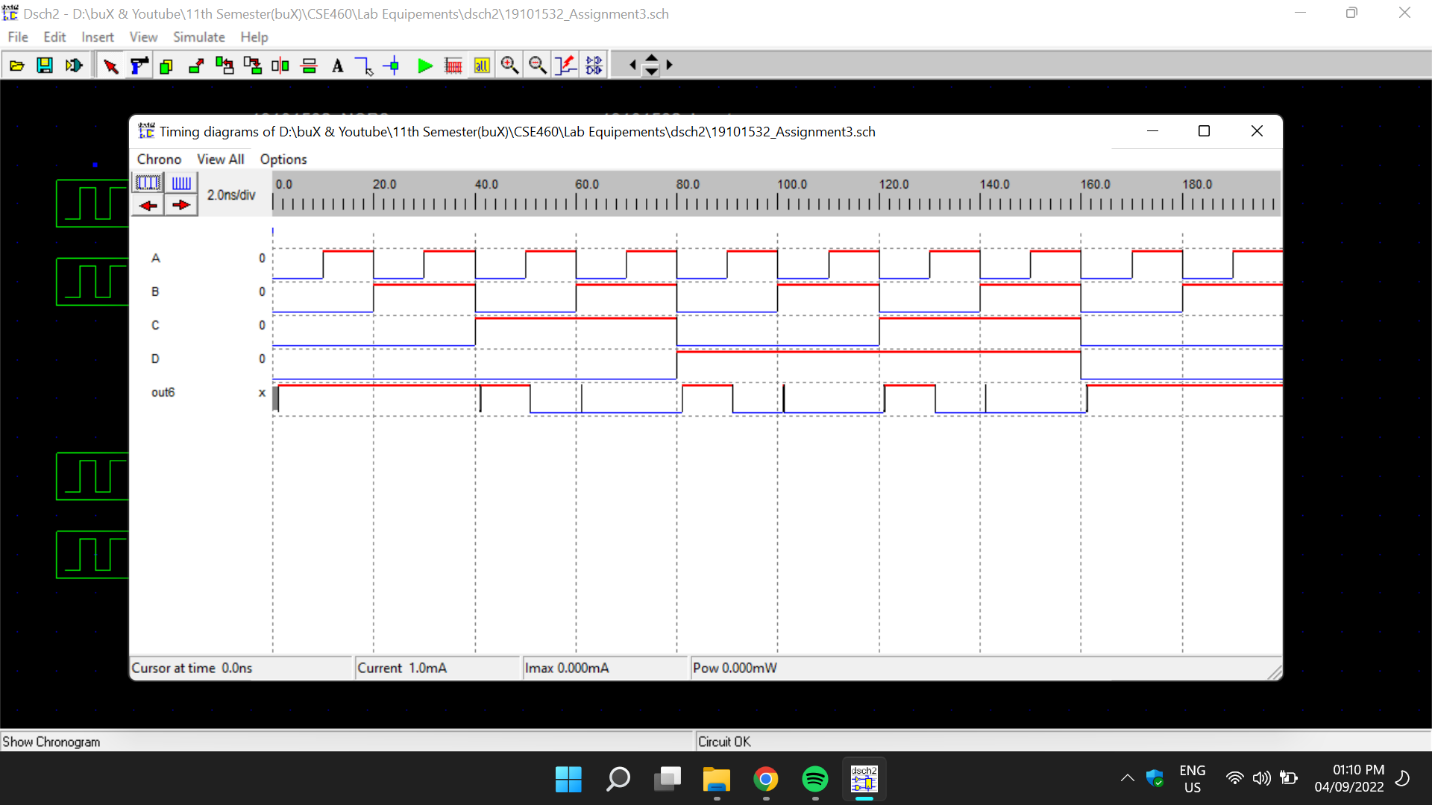 Dsch2 - D:\buX & Youtube\11th Semester(buX)\CSE460\Lab Equipements\dsch2\19101532_Assignment3.sch
File Edit Insert View Simulate Help
A all
Timing diagrams of D:\buX & Youtube\11th Semester(buX)\CSE460\Lab Equipements\dsch2\19101532_Assignment3.sch
Chrono View All Options
2.0ns/div 0.0 20.0 40.0 60.0 80.0 100.0 120.0 140.0 160.0 180.0
A 0
B 0
C 0
D 0
out6 x
Cursor at time 0.0ns Current 1.0mA Imax 0.000mA Pow 0.000mW
Show Chronogram Circuit OK
dsch2
ENG 01:10 PM
US 04/09/2022